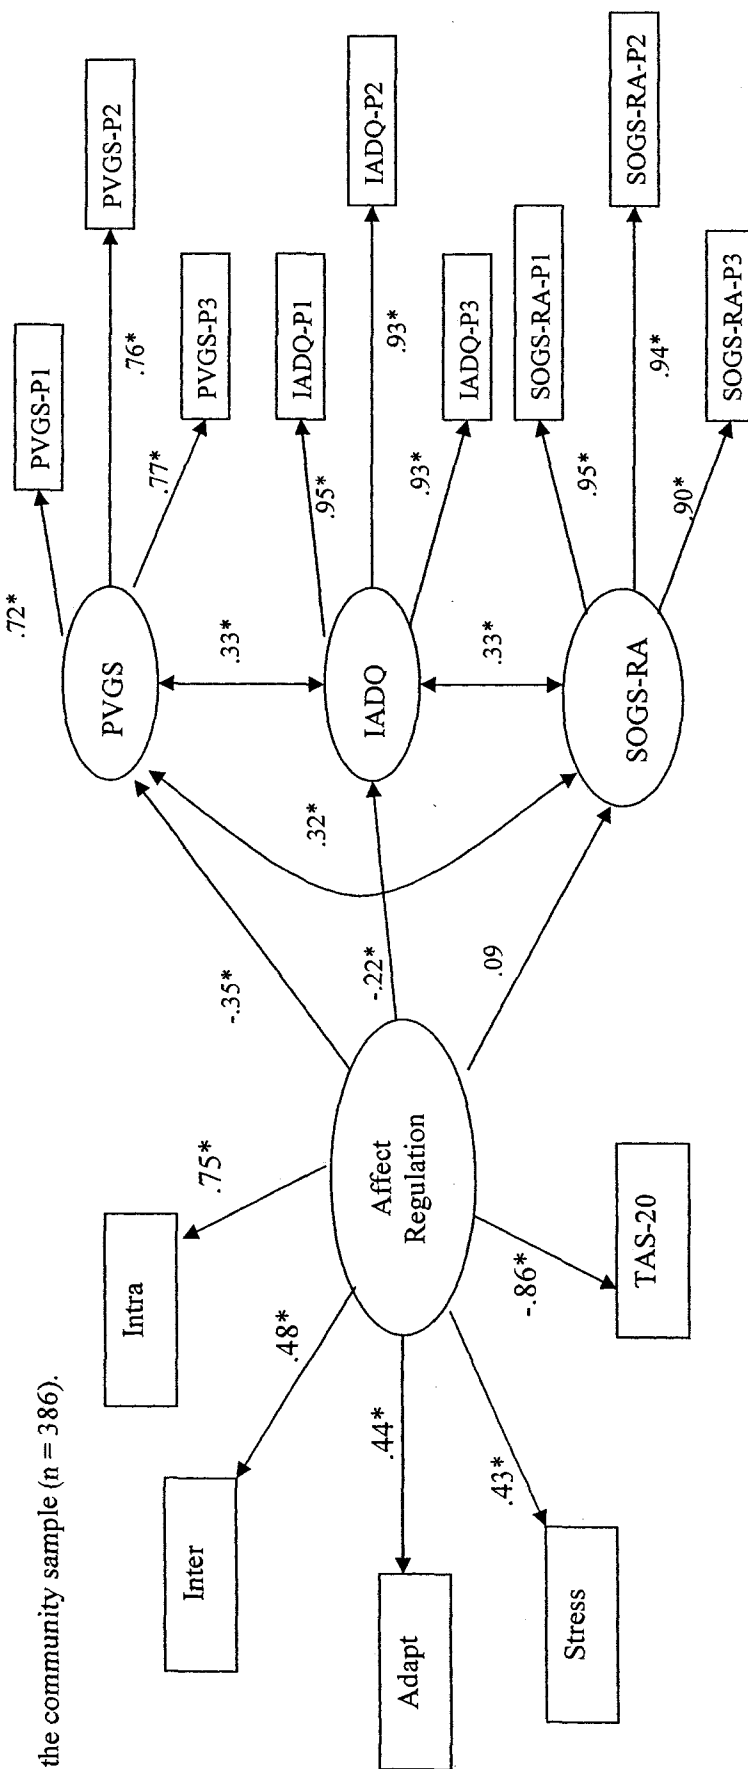 the community sample (n = 386).
Inter
Intra
Adapt
Stress
TAS-20
.48*
.75*
.44*
.43*
-.86*
Affect
Regulation
-.35*
-.22*
.09
.32*
PVGS
.33*
IADQ
.33*
SOGS-RA
.72*
.76*
.77*
.95*
.93*
.93*
.95*
.94*
.90*
PVGS-P1
PVGS-P2
PVGS-P3
IADQ-P1
IADQ-P2
IADQ-P3
SOGS-RA-P1
SOGS-RA-P2
SOGS-RA-P3